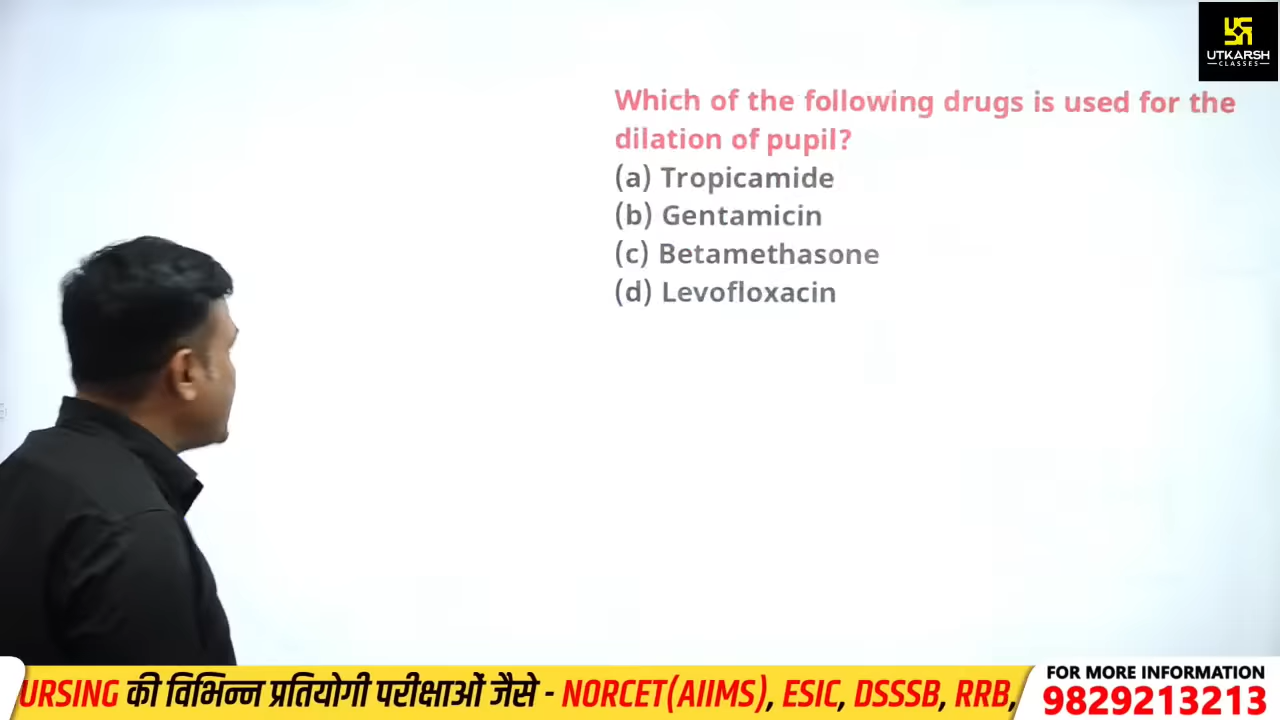 UTKARSH
CLASSES
Which of the following drugs is used for the
dilation of pupil?
(a) Tropicamide
(b) Gentamicin
(c) Betamethasone
(d) Levofloxacin
URSING की विभिन्न प्रतियोगी परीक्षाओं जैसे - NORCET(AIIMS), ESIC, DSSSB, RRB,
FOR MORE INFORMATION
9829213213